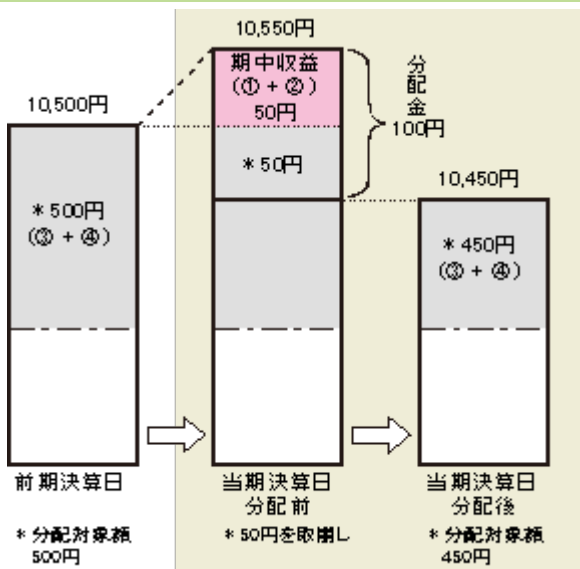 10,550円
期中収益
(① + ②)
50円
分配金
100円
10,500円
＊50円
10,450円
＊500円
(③ + ④)
＊450円
(③ + ④)
前期決算日
当期決算日
分配前
当期決算日
分配後
＊分配対象額
500円
＊50円を取崩し
＊分配対象額
450円